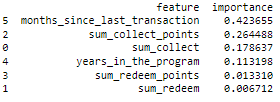 feature importance
5 months_since_last_transaction 0.423655
2 sum_collect_points 0.264488
0 sum_collect 0.178637
4 years_in_the_program 0.113198
3 sum_redeem_points 0.013310
1 sum_redeem 0.006712